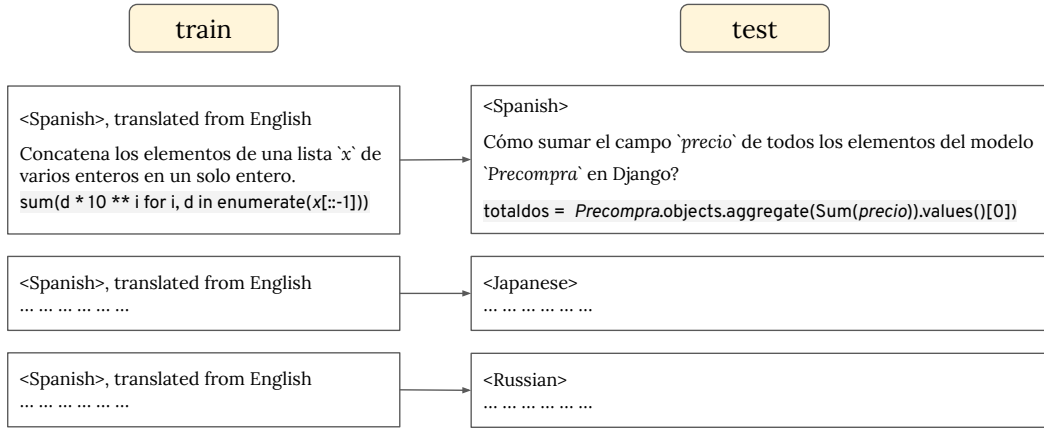 train
test
<Spanish>, translated from English
Concatena los elementos de una lista `x` de
varios enteros en un solo entero.
sum(d * 10 ** i for i, d in enumerate(x[::-1]))
<Spanish>
Cómo sumar el campo `precio` de todos los elementos del modelo
`Precompra` en Django?
totaldos = Precompra.objects.aggregate(Sum(precio)).values()[0])
<Spanish>, translated from English
... ... ... ... ... ...
<Japanese>
... ... ... ... ... ...
<Spanish>, translated from English
... ... ... ... ... ...
<Russian>
... ... ... ... ... ...